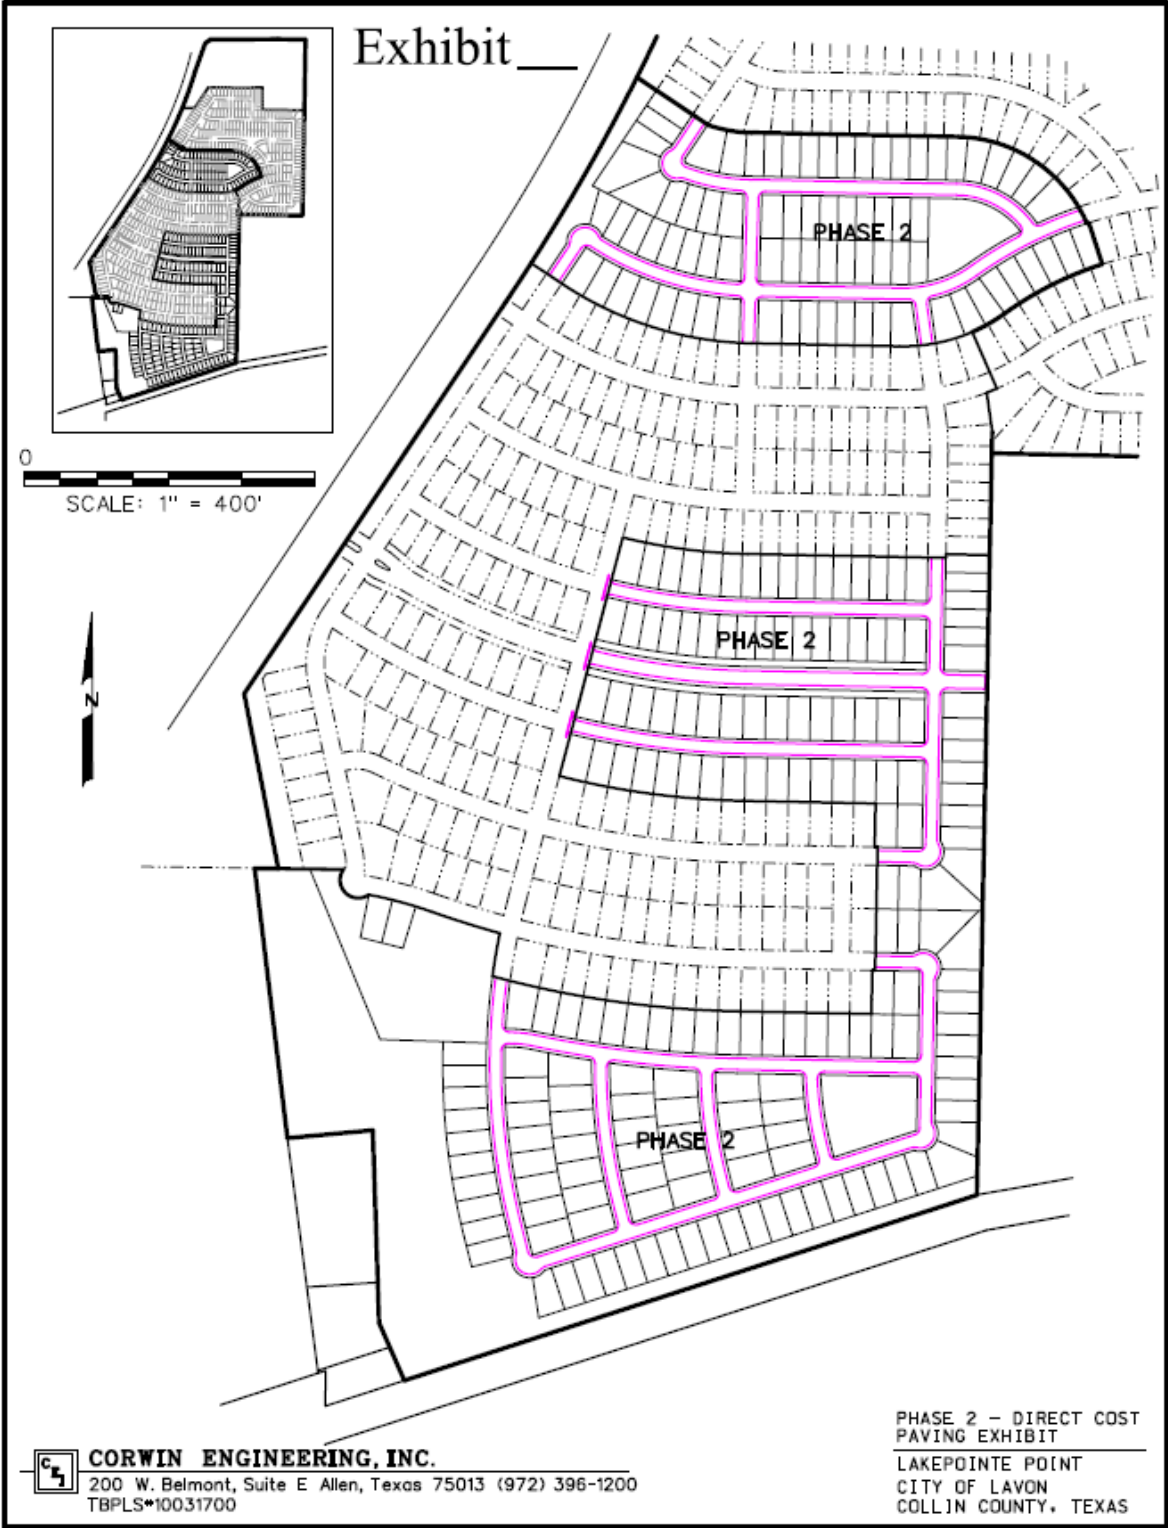 Exhibit__
PHASE 2
0
SCALE: 1" = 400'
PHASE 2
N
PHASE 2
CEI
CORWIN ENGINEERING, INC.
200 W. Belmont, Suite E Allen, Texas 75013 (972) 396-1200
TBPLS#10031700
PHASE 2 - DIRECT COST
PAVING EXHIBIT
LAKEPOINTE POINT
CITY OF LAVON
COLLIN COUNTY, TEXAS